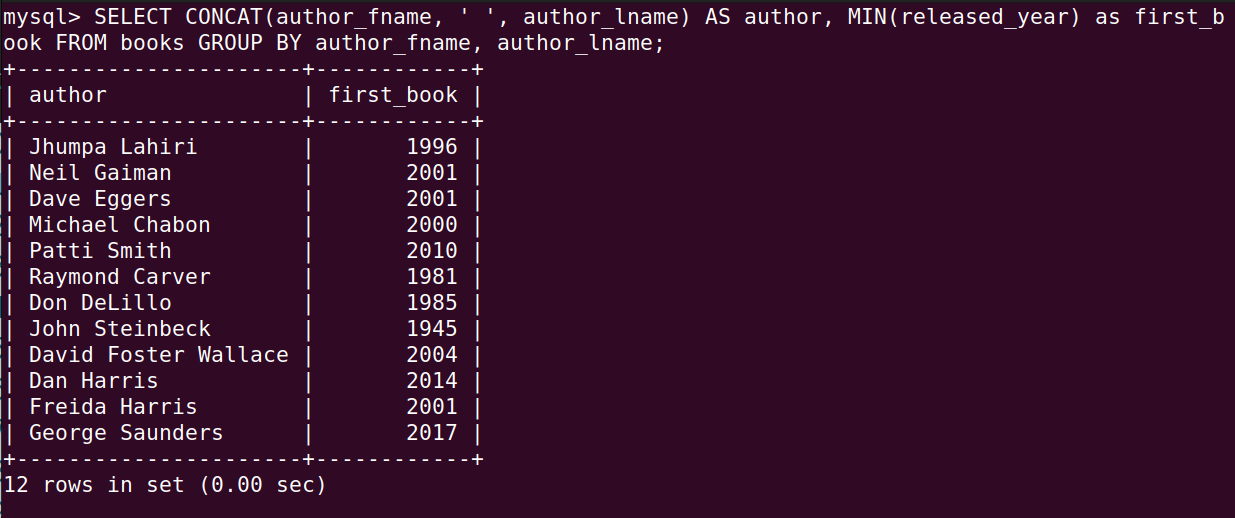 mysql> SELECT CONCAT(author_fname, ' ', author_lname) AS author, MIN(released_year) as first_b
ook FROM books GROUP BY author_fname, author_lname;
+----------------------+------------+
| author               | first_book |
+----------------------+------------+
| Jhumpa Lahiri        |       1996 |
| Neil Gaiman          |       2001 |
| Dave Eggers          |       2001 |
| Michael Chabon       |       2000 |
| Patti Smith          |       2010 |
| Raymond Carver       |       1981 |
| Don DeLillo          |       1985 |
| John Steinbeck       |       1945 |
| David Foster Wallace |       2004 |
| Dan Harris           |       2014 |
| Freida Harris        |       2001 |
| George Saunders      |       2017 |
+----------------------+------------+
12 rows in set (0.00 sec)